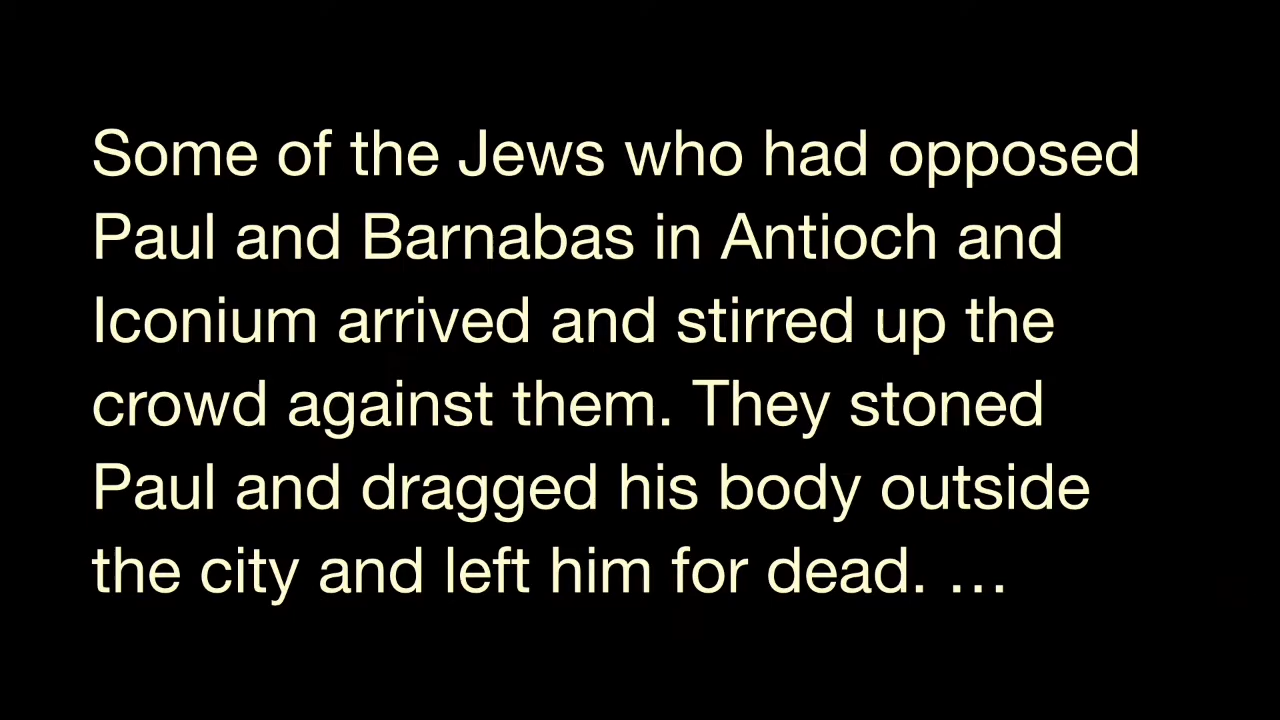 Some of the Jews who had opposed
Paul and Barnabas in Antioch and
Iconium arrived and stirred up the
crowd against them. They stoned
Paul and dragged his body outside
the city and left him for dead. …